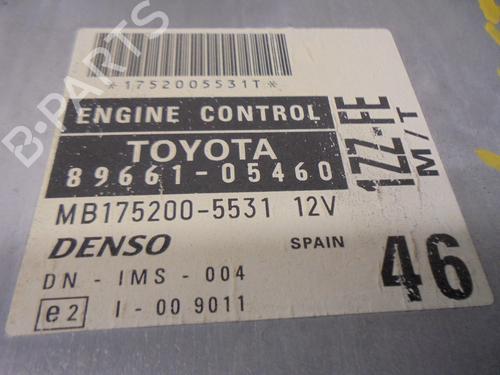 *1752005531T*
ENGINE CONTROL
TOYOTA
89661-05460
1ZZ-FE
M/T
MB175200-5531 12V
DENSO
SPAIN
46
DN - IMS - 004
e2 I - 00 9011
B-PARTS